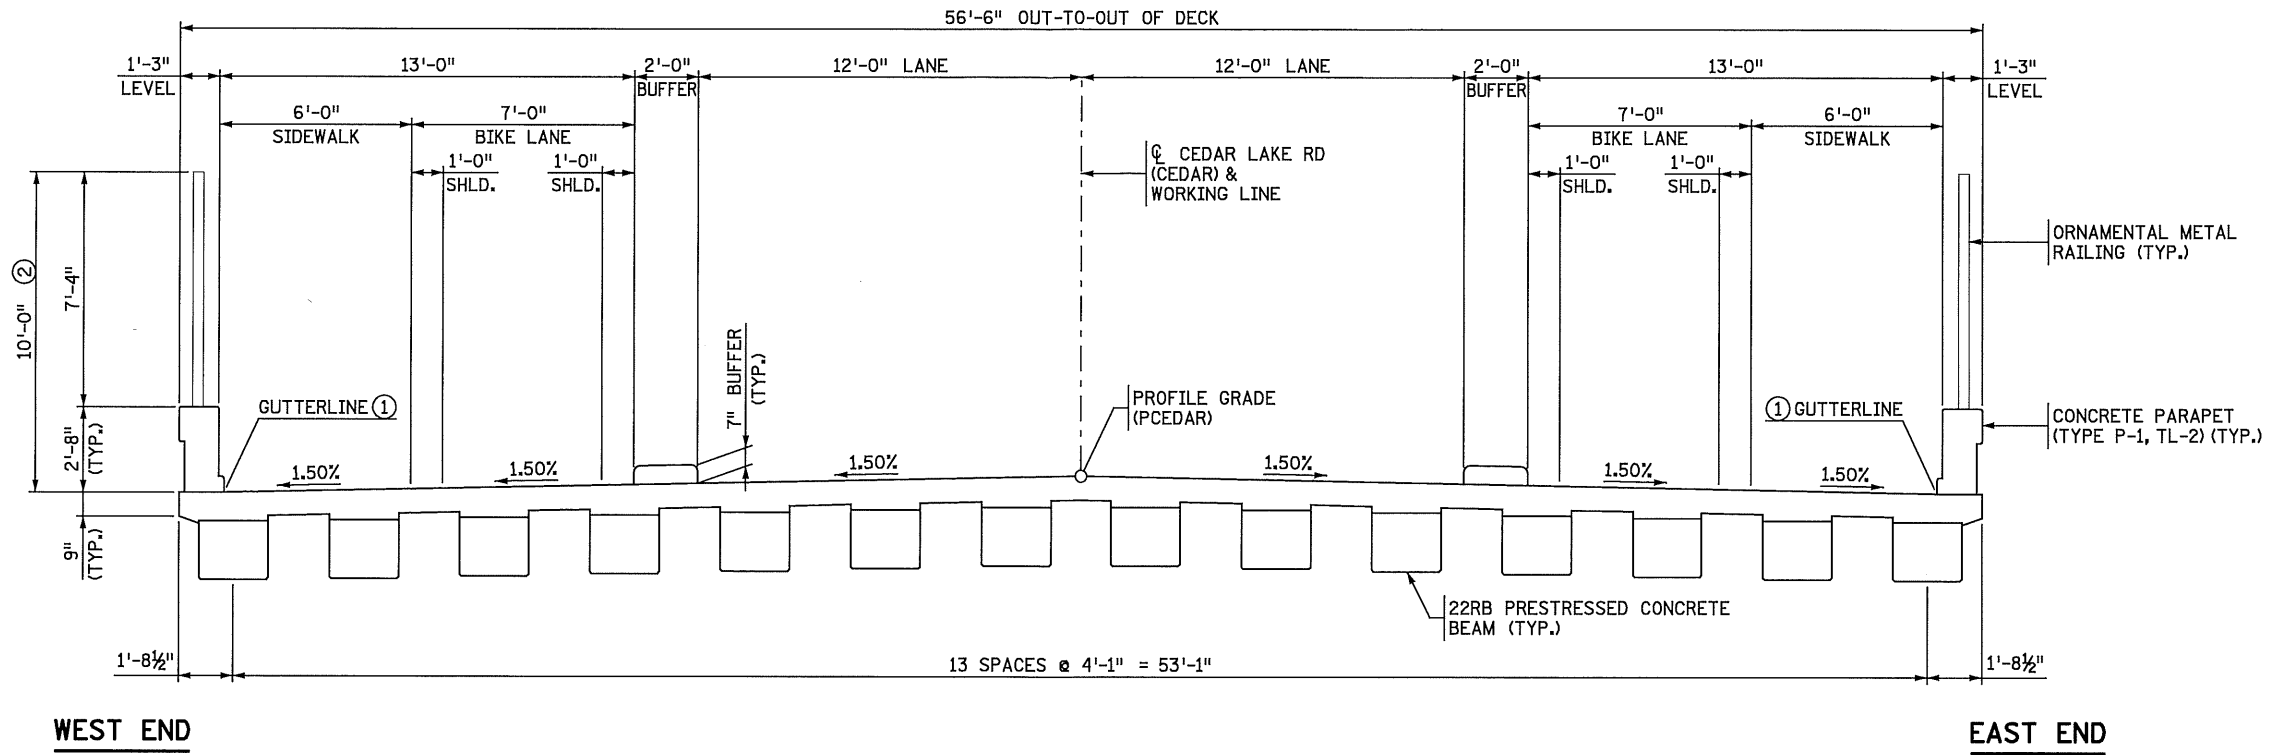 56'-6" OUT-TO-OUT OF DECK
1'-3"
LEVEL
13'-0"
2'-0"
BUFFER
12'-0" LANE
12'-0" LANE
2'-0"
BUFFER
13'-0"
1'-3"
LEVEL
6'-0"
SIDEWALK
7'-0"
BIKE LANE
7'-0"
BIKE LANE
6'-0"
SIDEWALK
1'-0"
SHLD.
1'-0"
SHLD.
℄ CEDAR LAKE RD
(CEDAR) &
WORKING LINE
1'-0"
SHLD.
1'-0"
SHLD.
10'-0" ②
7'-4"
ORNAMENTAL METAL
RAILING (TYP.)
7" BUFFER
(TYP.)
GUTTERLINE ①
PROFILE GRADE
(PCEDAR)
① GUTTERLINE
CONCRETE PARAPET
(TYPE P-1, TL-2) (TYP.)
2'-8"
(TYP.)
1.50%
1.50%
1.50%
1.50%
1.50%
1.50%
9"
(TYP.)
22RB PRESTRESSED CONCRETE
BEAM (TYP.)
1'-8½"
13 SPACES @ 4'-1" = 53'-1"
1'-8½"
WEST END
EAST END